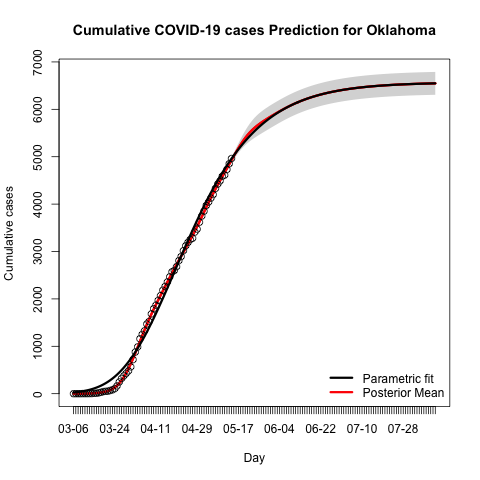 Cumulative COVID-19 cases Prediction for Oklahoma
7000
6000
5000
4000
3000
2000
1000
0
Cumulative cases
Parametric fit
Posterior Mean
03-06 03-24 04-11 04-29 05-17 06-04 06-22 07-10 07-28
Day